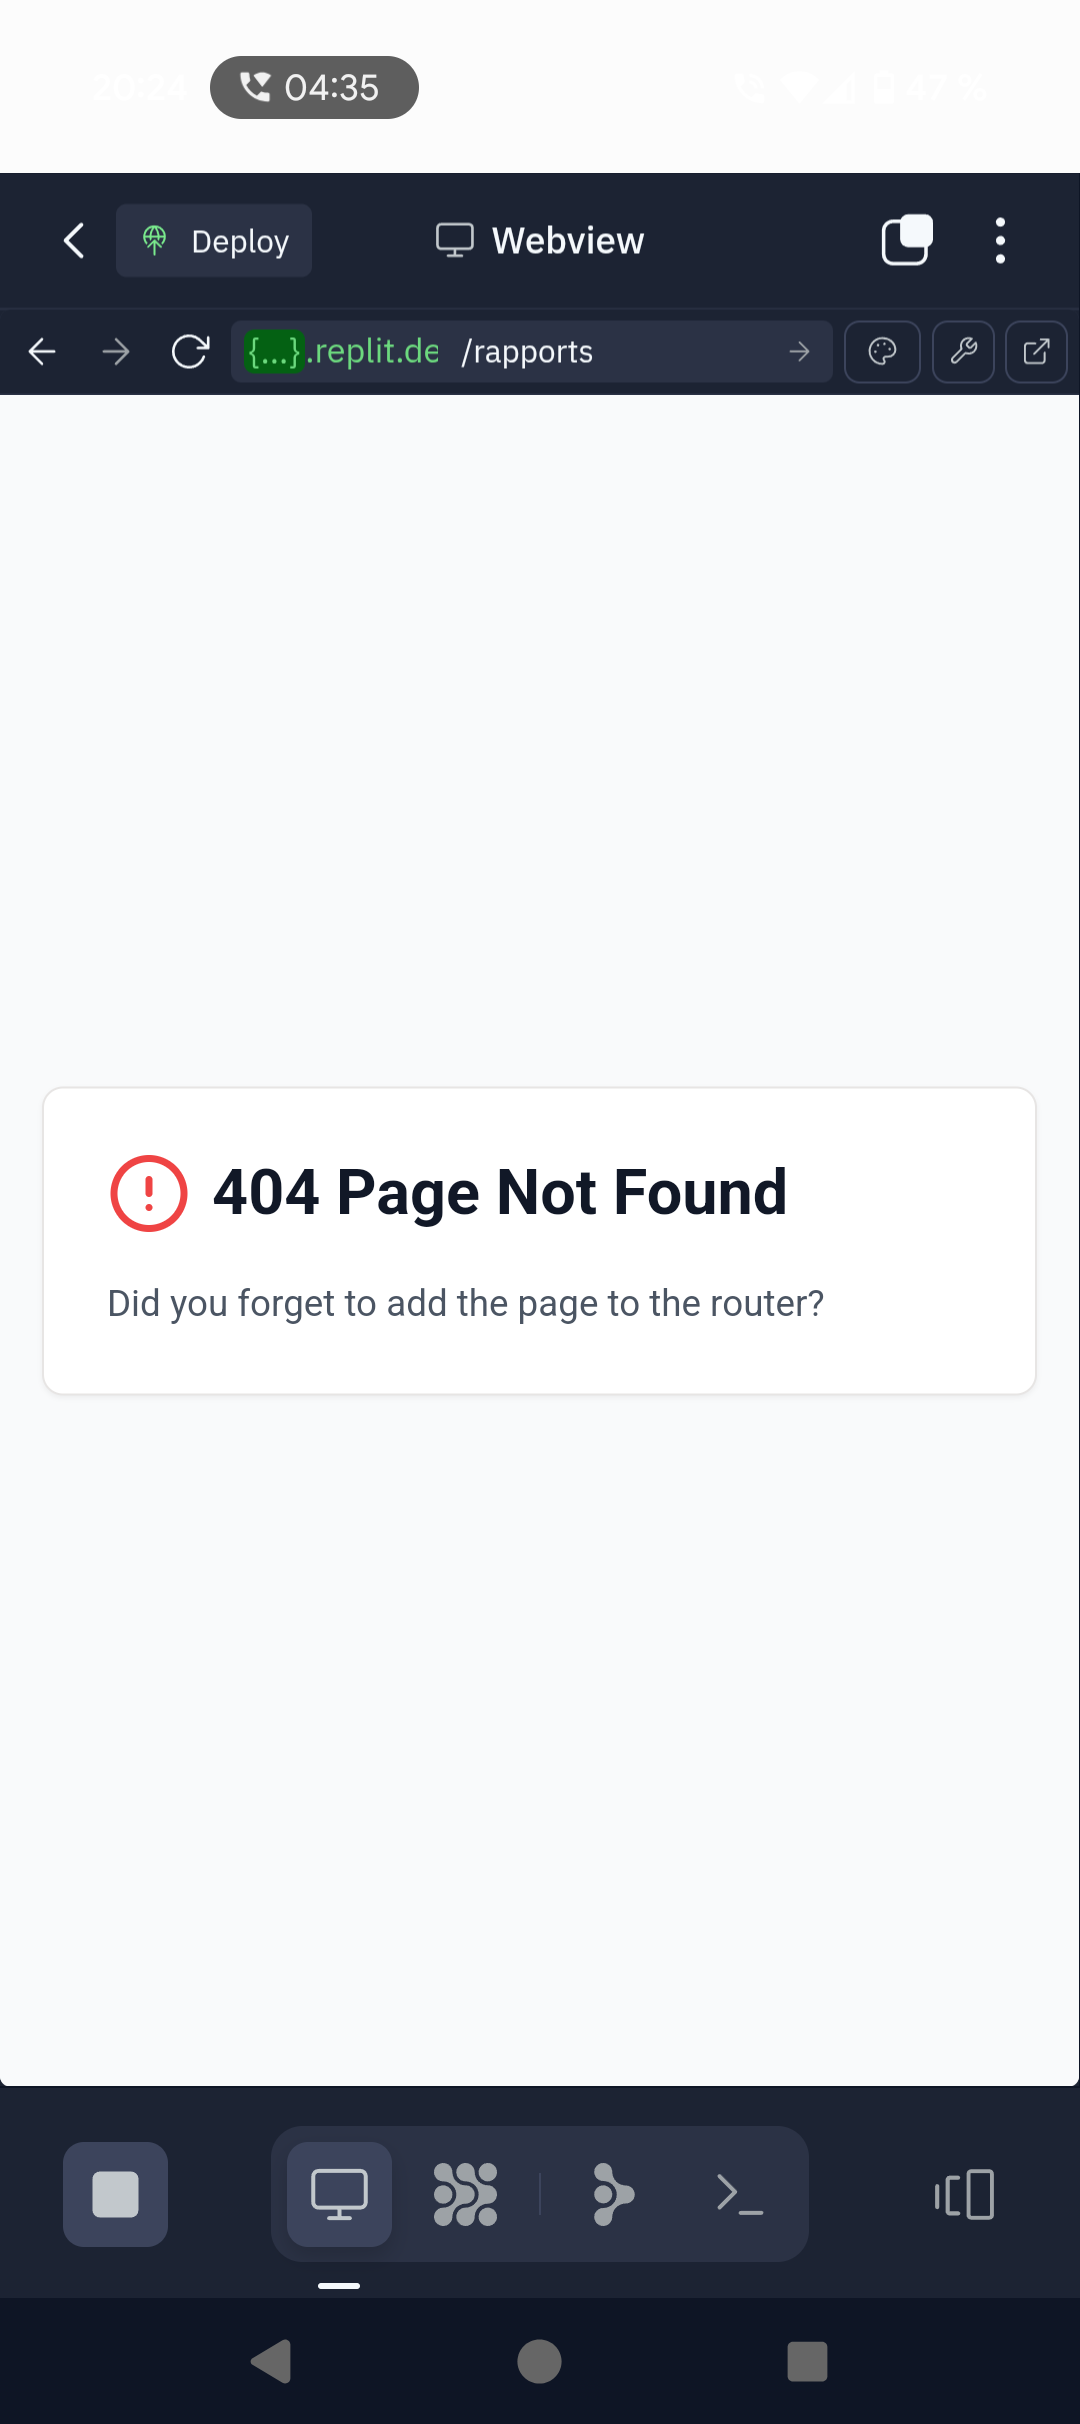 20:24 04:35 47 %
Deploy Webview
{...}.replit.de /rapports
404 Page Not Found
Did you forget to add the page to the router?